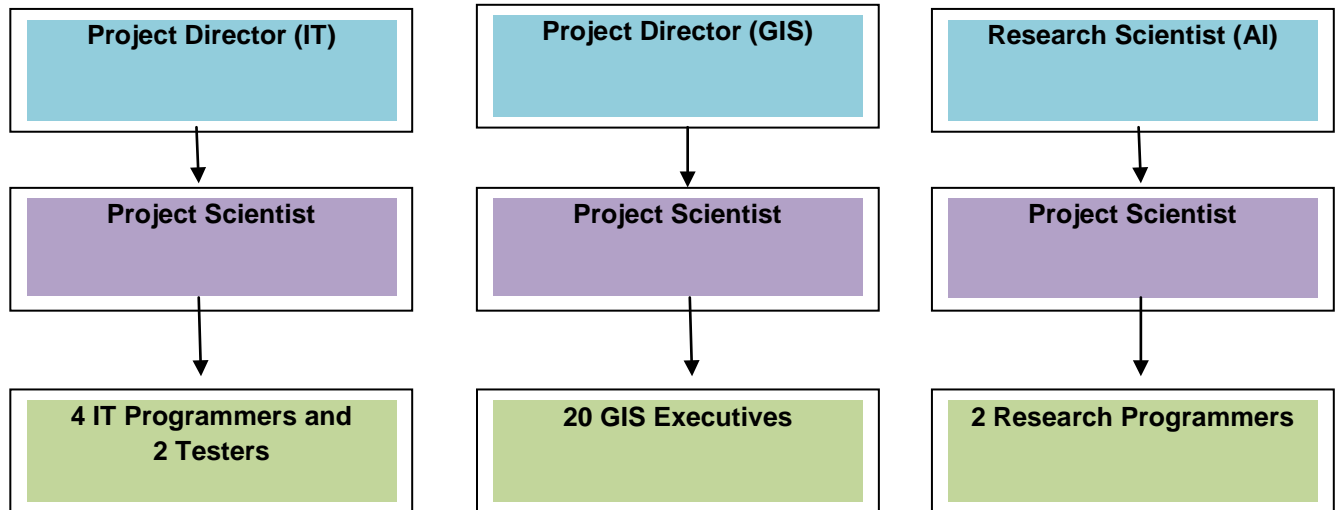 Project Director (IT)
Project Director (GIS)
Research Scientist (AI)
Project Scientist
Project Scientist
Project Scientist
4 IT Programmers and
2 Testers
20 GIS Executives
2 Research Programmers